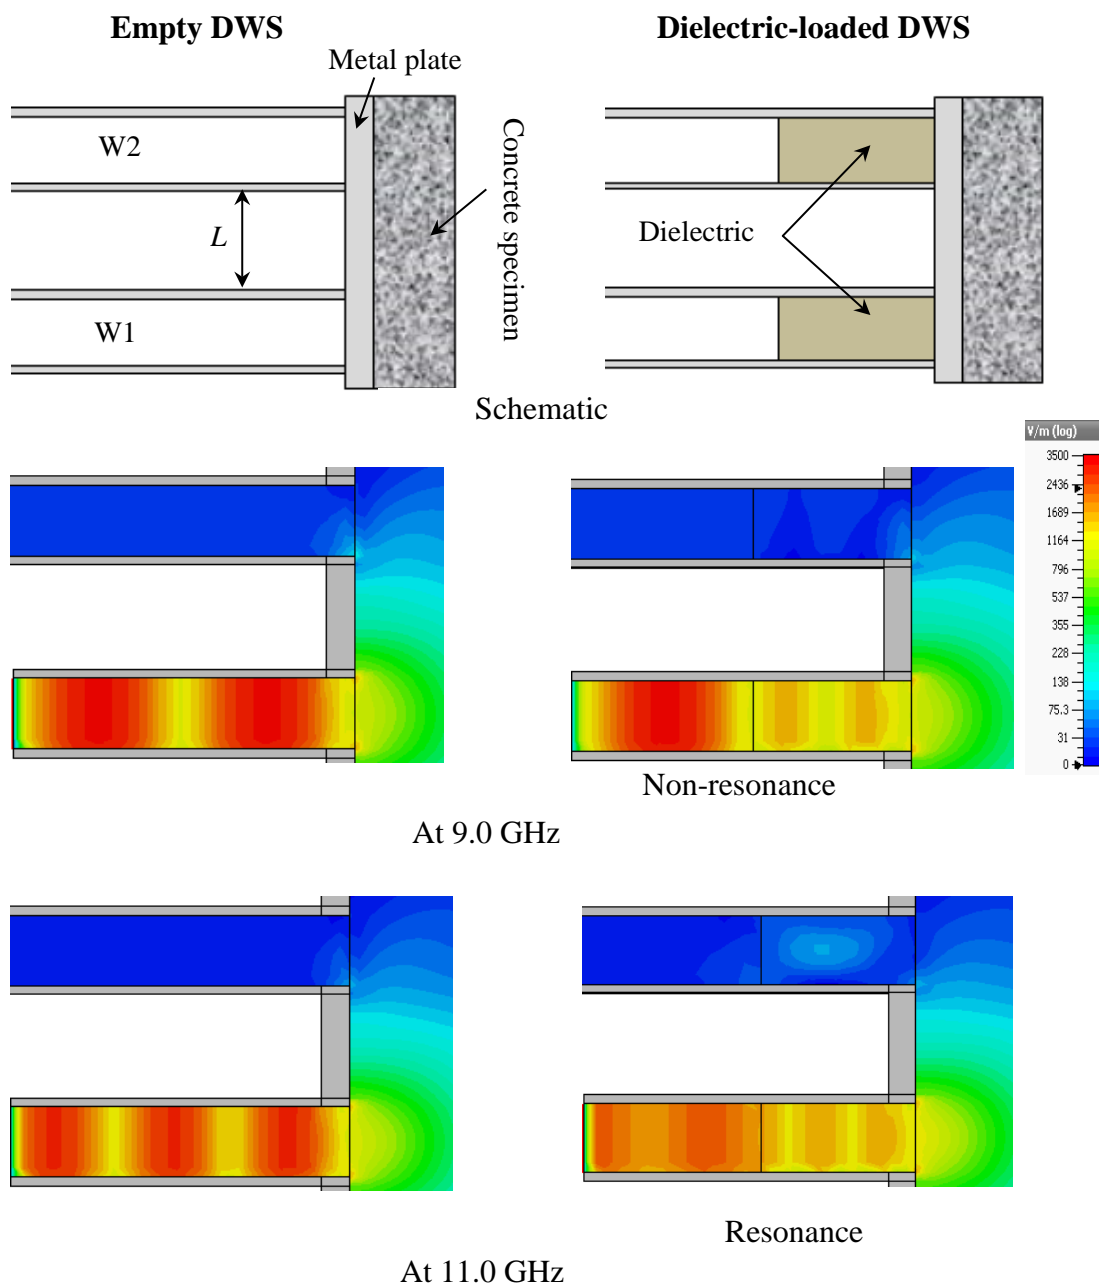 Empty DWS
Dielectric-loaded DWS
Metal plate
W2
Concrete specimen
L
Dielectric
W1
Schematic
V/m (log)
3500
2436
1689
1164
796
537
355
228
138
75.3
31
0
Non-resonance
At 9.0 GHz
Resonance
At 11.0 GHz